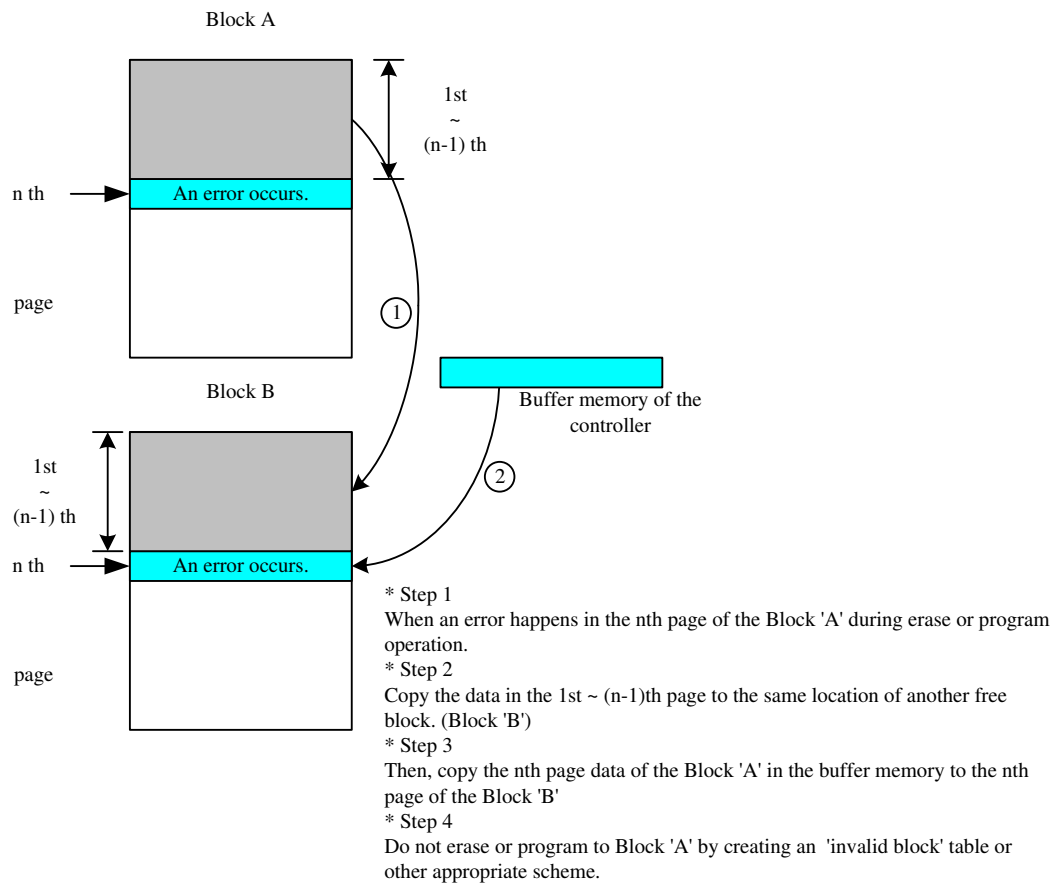 Block A
1st
~
(n-1) th
n th
An error occurs.
page
1
Buffer memory of the
controller
Block B
1st
~
(n-1) th
2
n th
An error occurs.
page
* Step 1
When an error happens in the nth page of the Block 'A' during erase or program
operation.
* Step 2
Copy the data in the 1st ~ (n-1)th page to the same location of another free
block. (Block 'B')
* Step 3
Then, copy the nth page data of the Block 'A' in the buffer memory to the nth
page of the Block 'B'
* Step 4
Do not erase or program to Block 'A' by creating an 'invalid block' table or
other appropriate scheme.